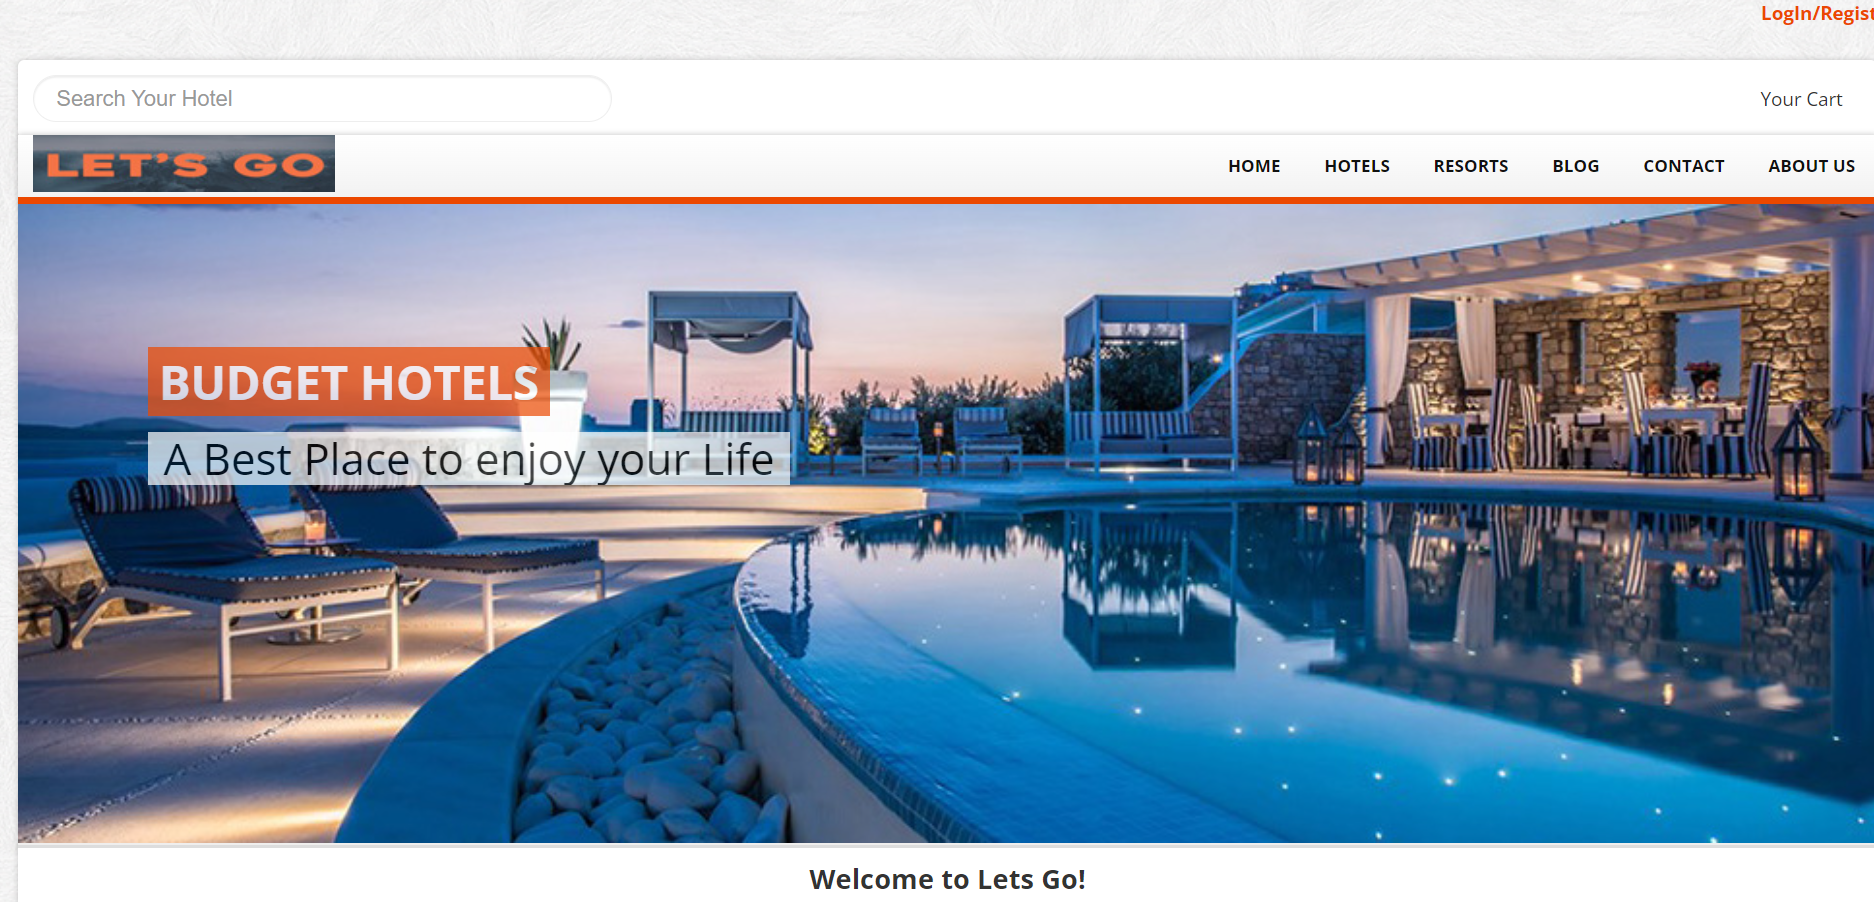 LogIn/Regist
Search Your Hotel
Your Cart
LET'S GO
HOME HOTELS RESORTS BLOG CONTACT ABOUT US
BUDGET HOTELS
A Best Place to enjoy your Life
Welcome to Lets Go!